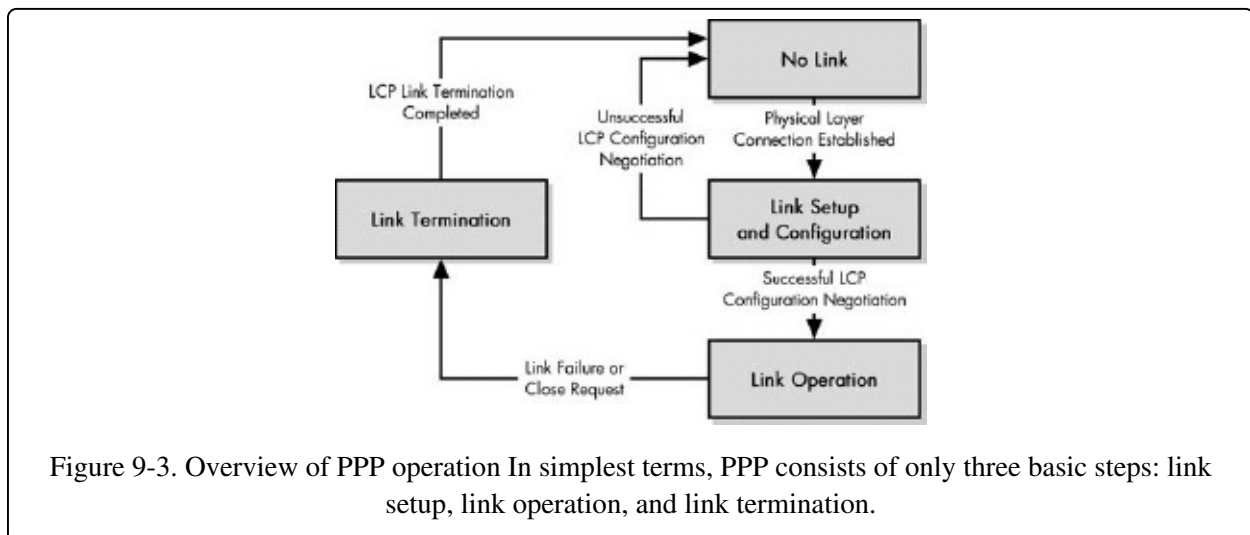 No Link
LCP Link Termination
Completed
Unsuccessful
LCP Configuration
Negotiation
Physical Layer
Connection Established
Link Termination
Link Setup
and Configuration
Successful LCP
Configuration Negotiation
Link Failure or
Close Request
Link Operation
Figure 9-3. Overview of PPP operation In simplest terms, PPP consists of only three basic steps: link
setup, link operation, and link termination.